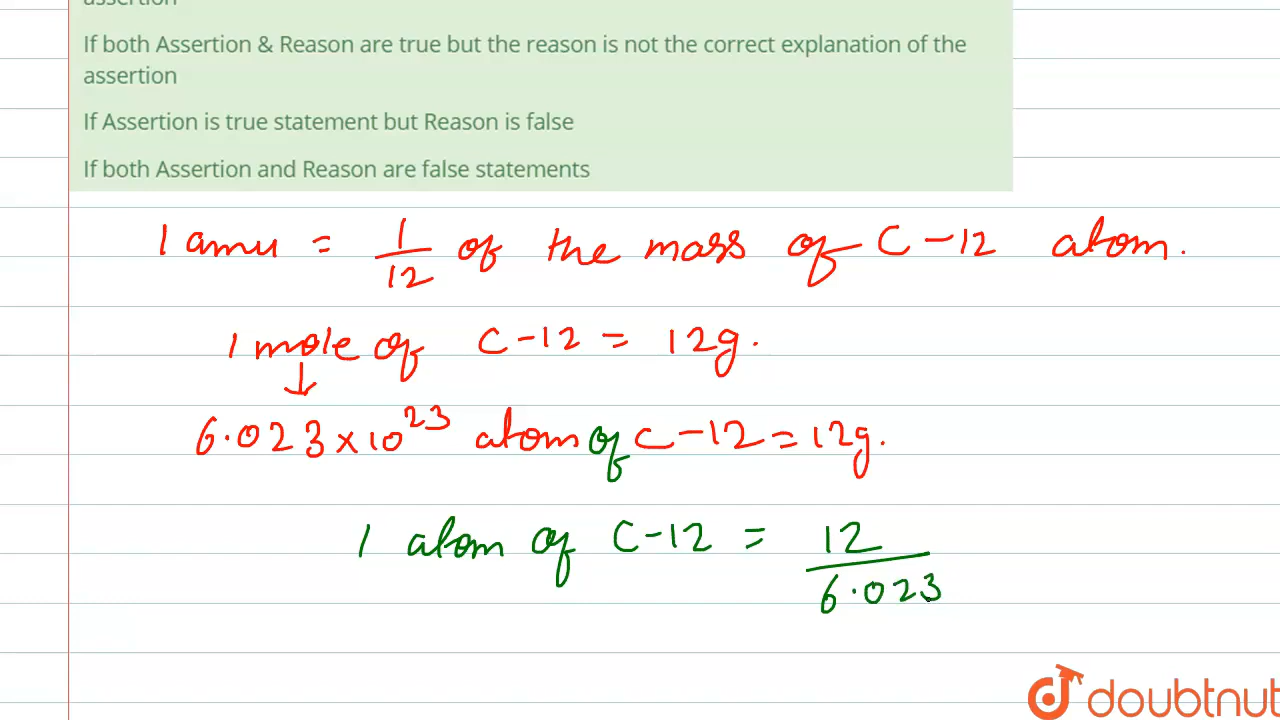 assertion
If both Assertion & Reason are true but the reason is not the correct explanation of the
assertion
If Assertion is true statement but Reason is false
If both Assertion and Reason are false statements
1 amu = 1/12 of the mass of C-12 atom.
1 mole of C-12 = 12g.
↓
6.023×10^23 atom of C-12 = 12g.
1 atom of C-12 = 12/6.023
doubtnut